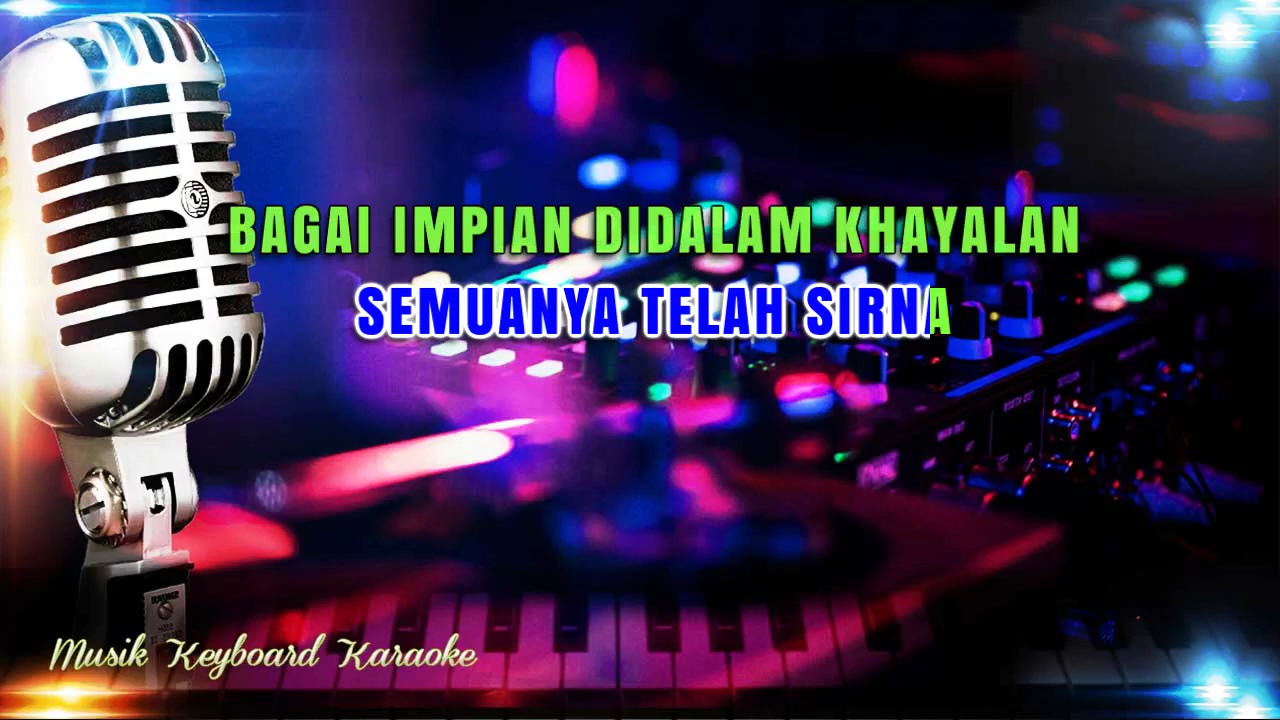 BAGAI IMPIAN DIDALAM KHAYALAN
SEMUANYA TELAH SIRNA
Musik Keyboard Karaoke